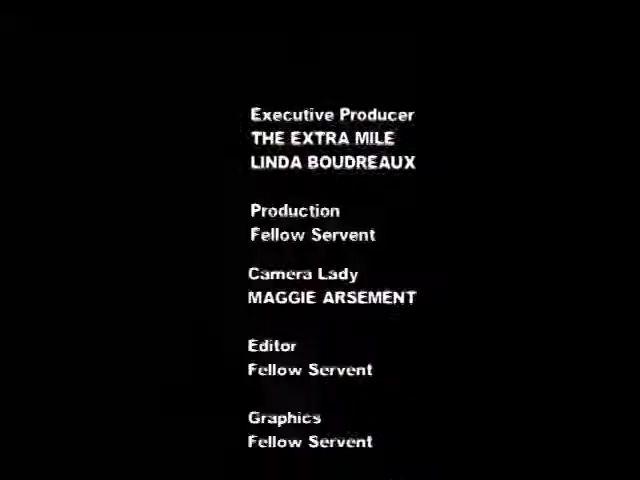 Executive Producer
THE EXTRA MILE
LINDA BOUDREAUX
Production
Fellow Servent
Camera Lady
MAGGIE ARSEMENT
Editor
Fellow Servent
Graphics
Fellow Servent